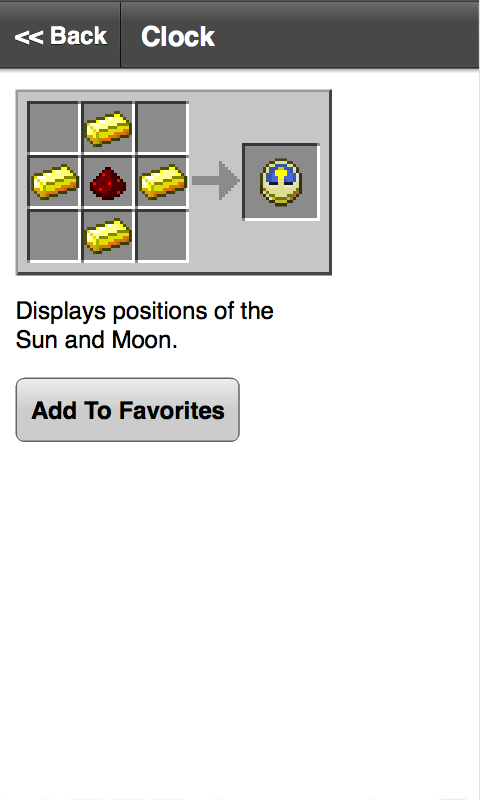 << Back
Clock
Displays positions of the
Sun and Moon.
Add To Favorites